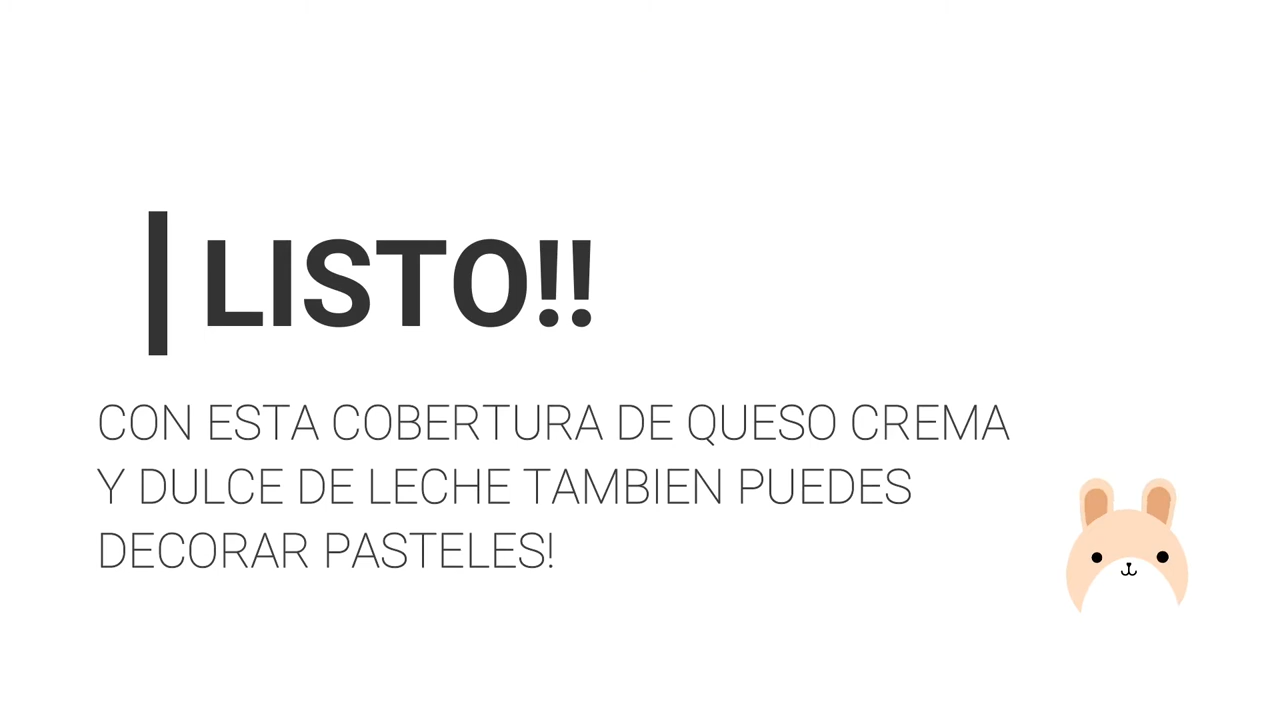 LISTO!!
CON ESTA COBERTURA DE QUESO CREMA
Y DULCE DE LECHE TAMBIEN PUEDES
DECORAR PASTELES!